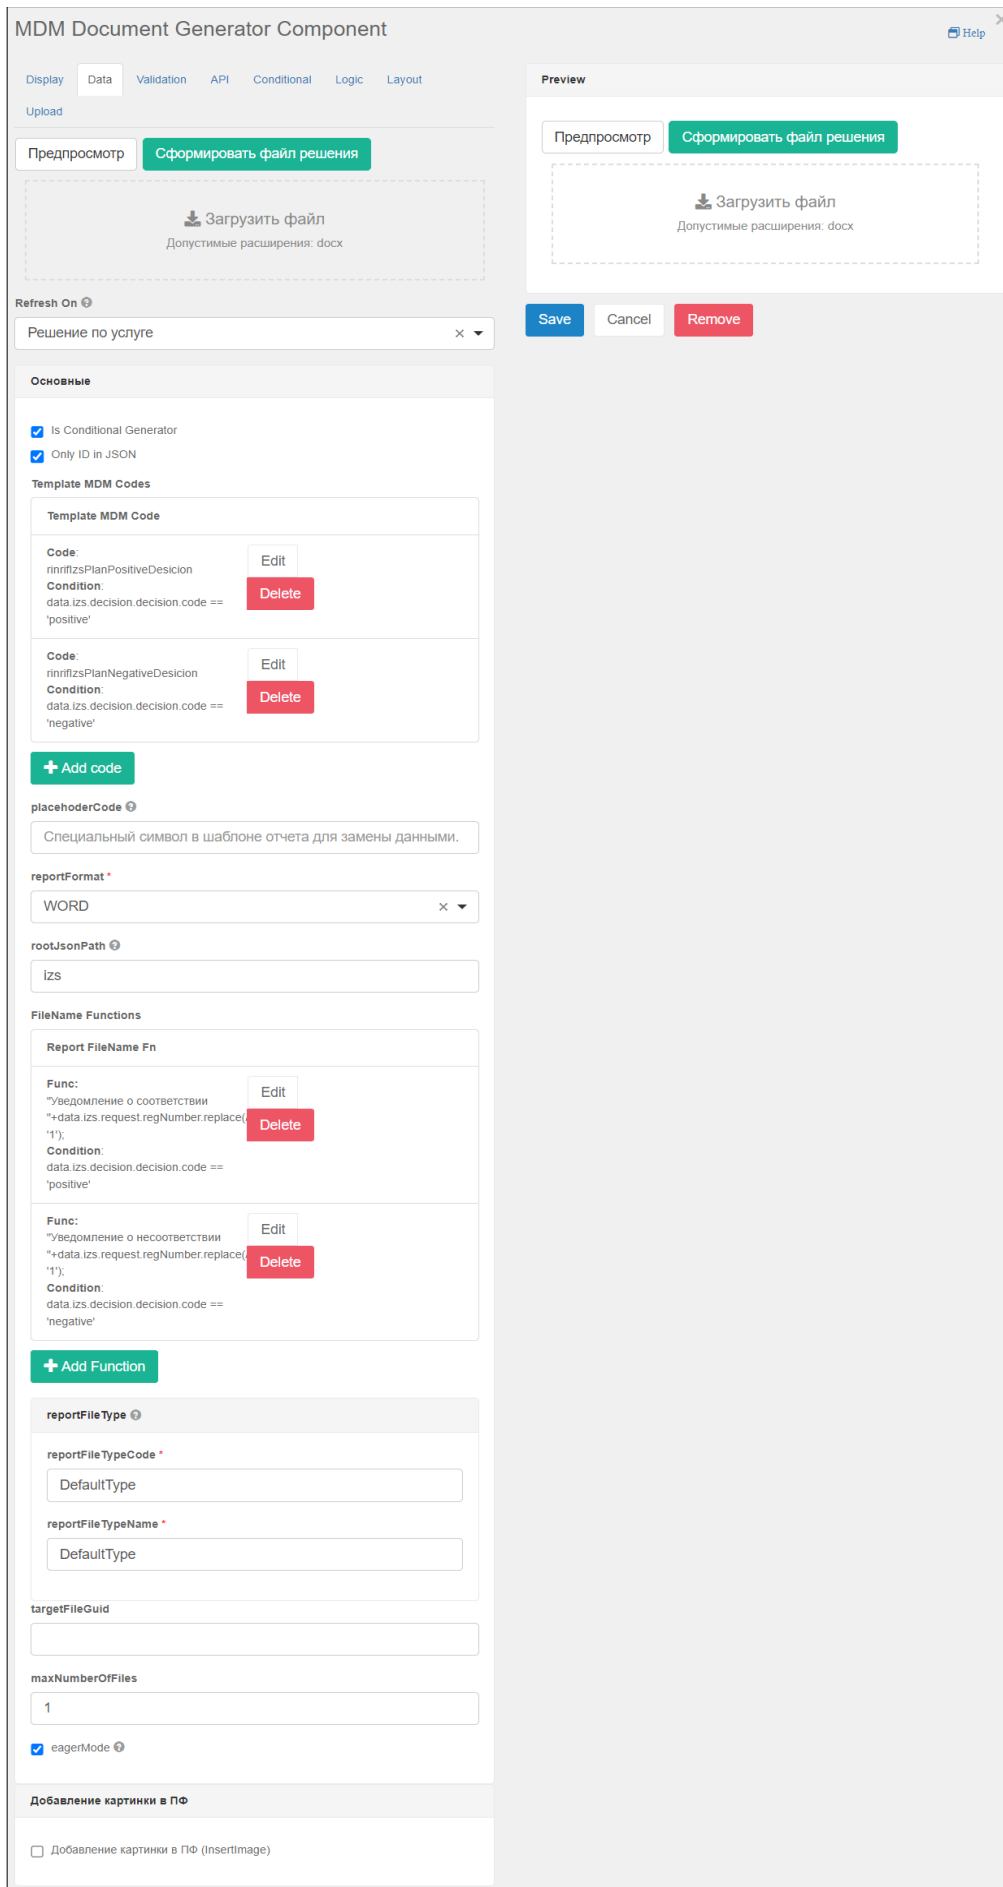 MDM Document Generator Component
Help
Display Data Validation API Conditional Logic Layout
Upload
Предпросмотр Сформировать файл решения
Загрузить файл
Допустимые расширения: docx
Refresh On
Решение по услуге
Основные
Is Conditional Generator
Only ID in JSON
Template MDM Codes
Template MDM Code
Code:
rinriflzsPlanPositiveDesicion
Condition:
data.izs.decision.decision.code ==
'positive'
Edit
Delete
Code:
rinriflzsPlanNegativeDesicion
Condition:
data.izs.decision.decision.code ==
'negative'
Edit
Delete
Add code
placehoderCode
Специальный символ в шаблоне отчета для замены данными.
reportFormat *
WORD
rootJsonPath
izs
FileName Functions
Report FileName Fn
Func:
"Уведомление о соответствии
"+data.izs.request.regNumber.replace(
'1');
Condition:
data.izs.decision.decision.code ==
'positive'
Edit
Delete
Func:
"Уведомление о несоответствии
"+data.izs.request.regNumber.replace(
'1');
Condition:
data.izs.decision.decision.code ==
'negative'
Edit
Delete
Add Function
reportFileType
reportFileTypeCode *
DefaultType
reportFileTypeName *
DefaultType
targetFileGuid
maxNumberOfFiles
1
eagerMode
Добавление картинки в ПФ
Добавление картинки в ПФ (InsertImage)
Preview
Предпросмотр Сформировать файл решения
Загрузить файл
Допустимые расширения: docx
Save Cancel Remove